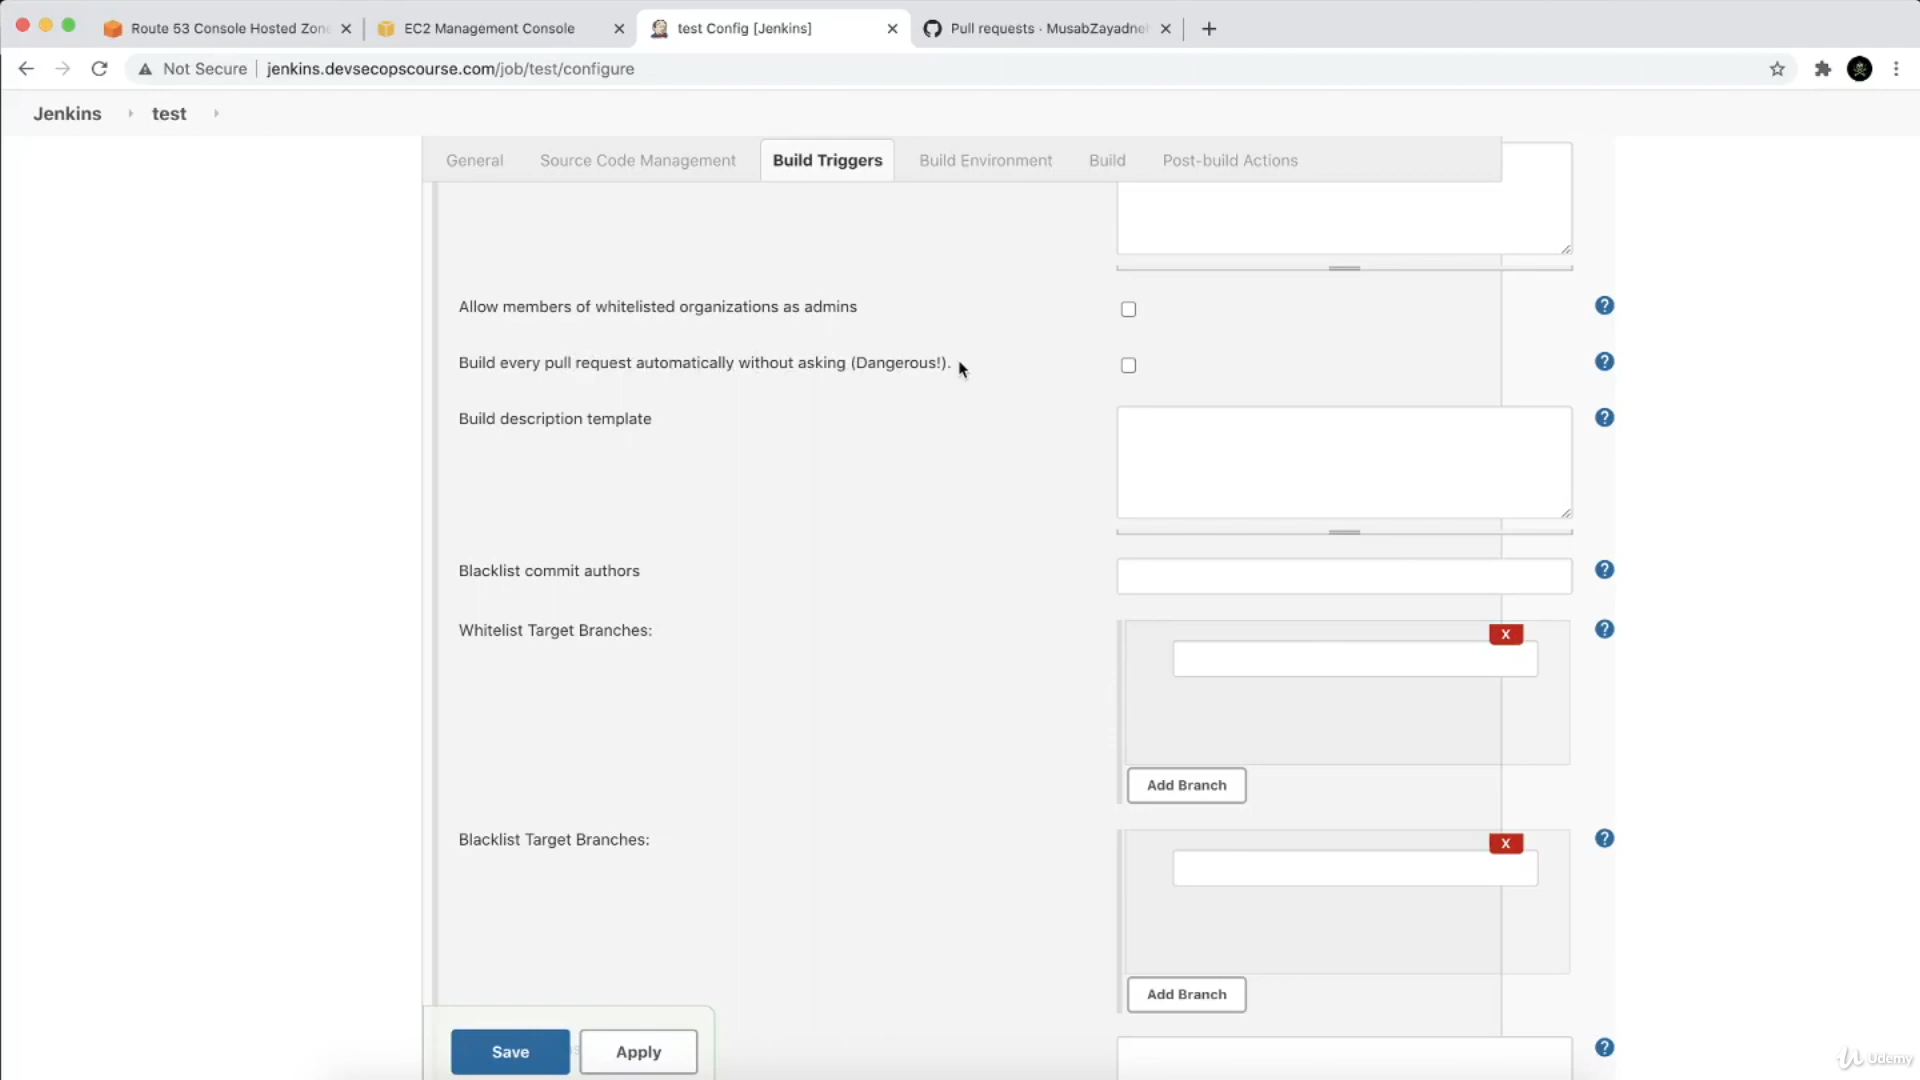 Route 53 Console Hosted Zon
EC2 Management Console
test Config [Jenkins]
Pull requests · MusabZayadneh
Not Secure
jenkins.devsecopscourse.com/job/test/configure
Jenkins
test
General
Source Code Management
Build Triggers
Build Environment
Build
Post-build Actions
Allow members of whitelisted organizations as admins
?
Build every pull request automatically without asking (Dangerous!).
?
Build description template
?
Blacklist commit authors
?
Whitelist Target Branches:
X
?
Add Branch
Blacklist Target Branches:
X
?
Add Branch
Save
Apply
?
Udemy